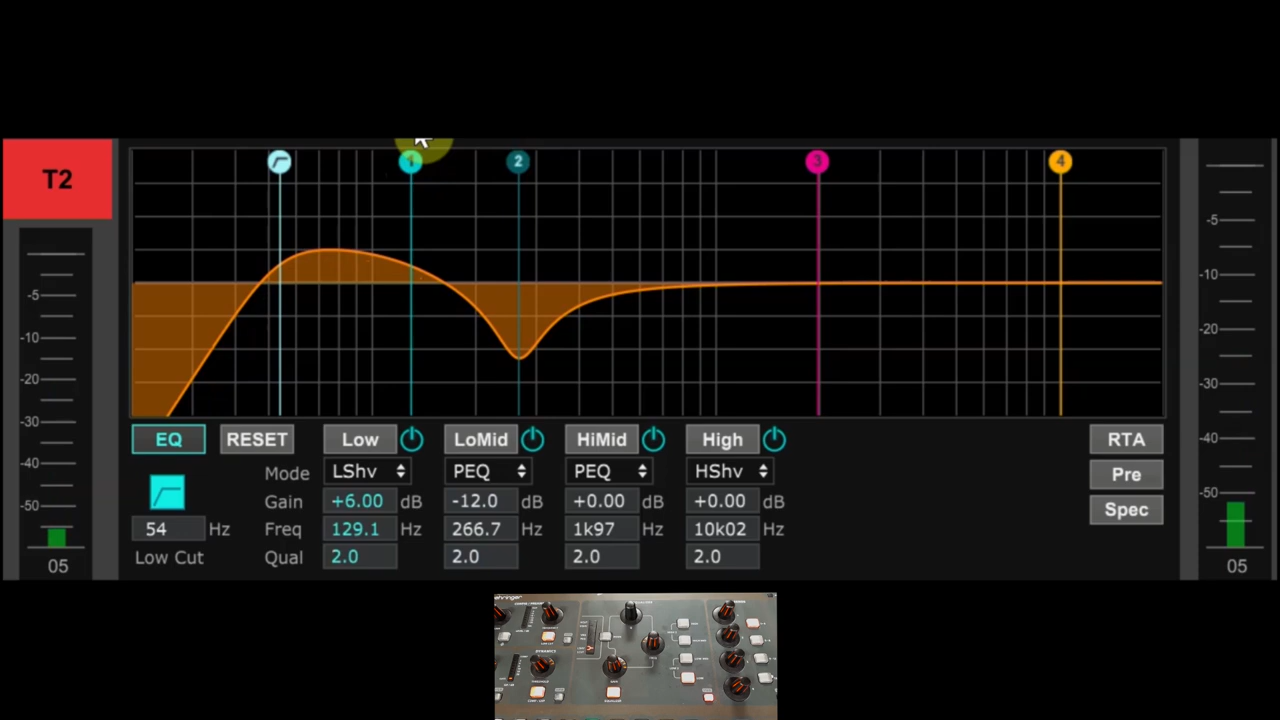 T2
1 2 3 4
-5
-10
-20
-30
-40
-50
05
-5
-10
-20
-30
-40
-50
05
EQ RESET Low LoMid HiMid High RTA
Mode LShv PEQ PEQ HShv Pre
Gain +6.00 dB -12.0 dB +0.00 dB +0.00 dB Spec
54 Hz Freq 129.1 Hz 266.7 Hz 1k97 Hz 10k02 Hz
Low Cut Qual 2.0 2.0 2.0 2.0